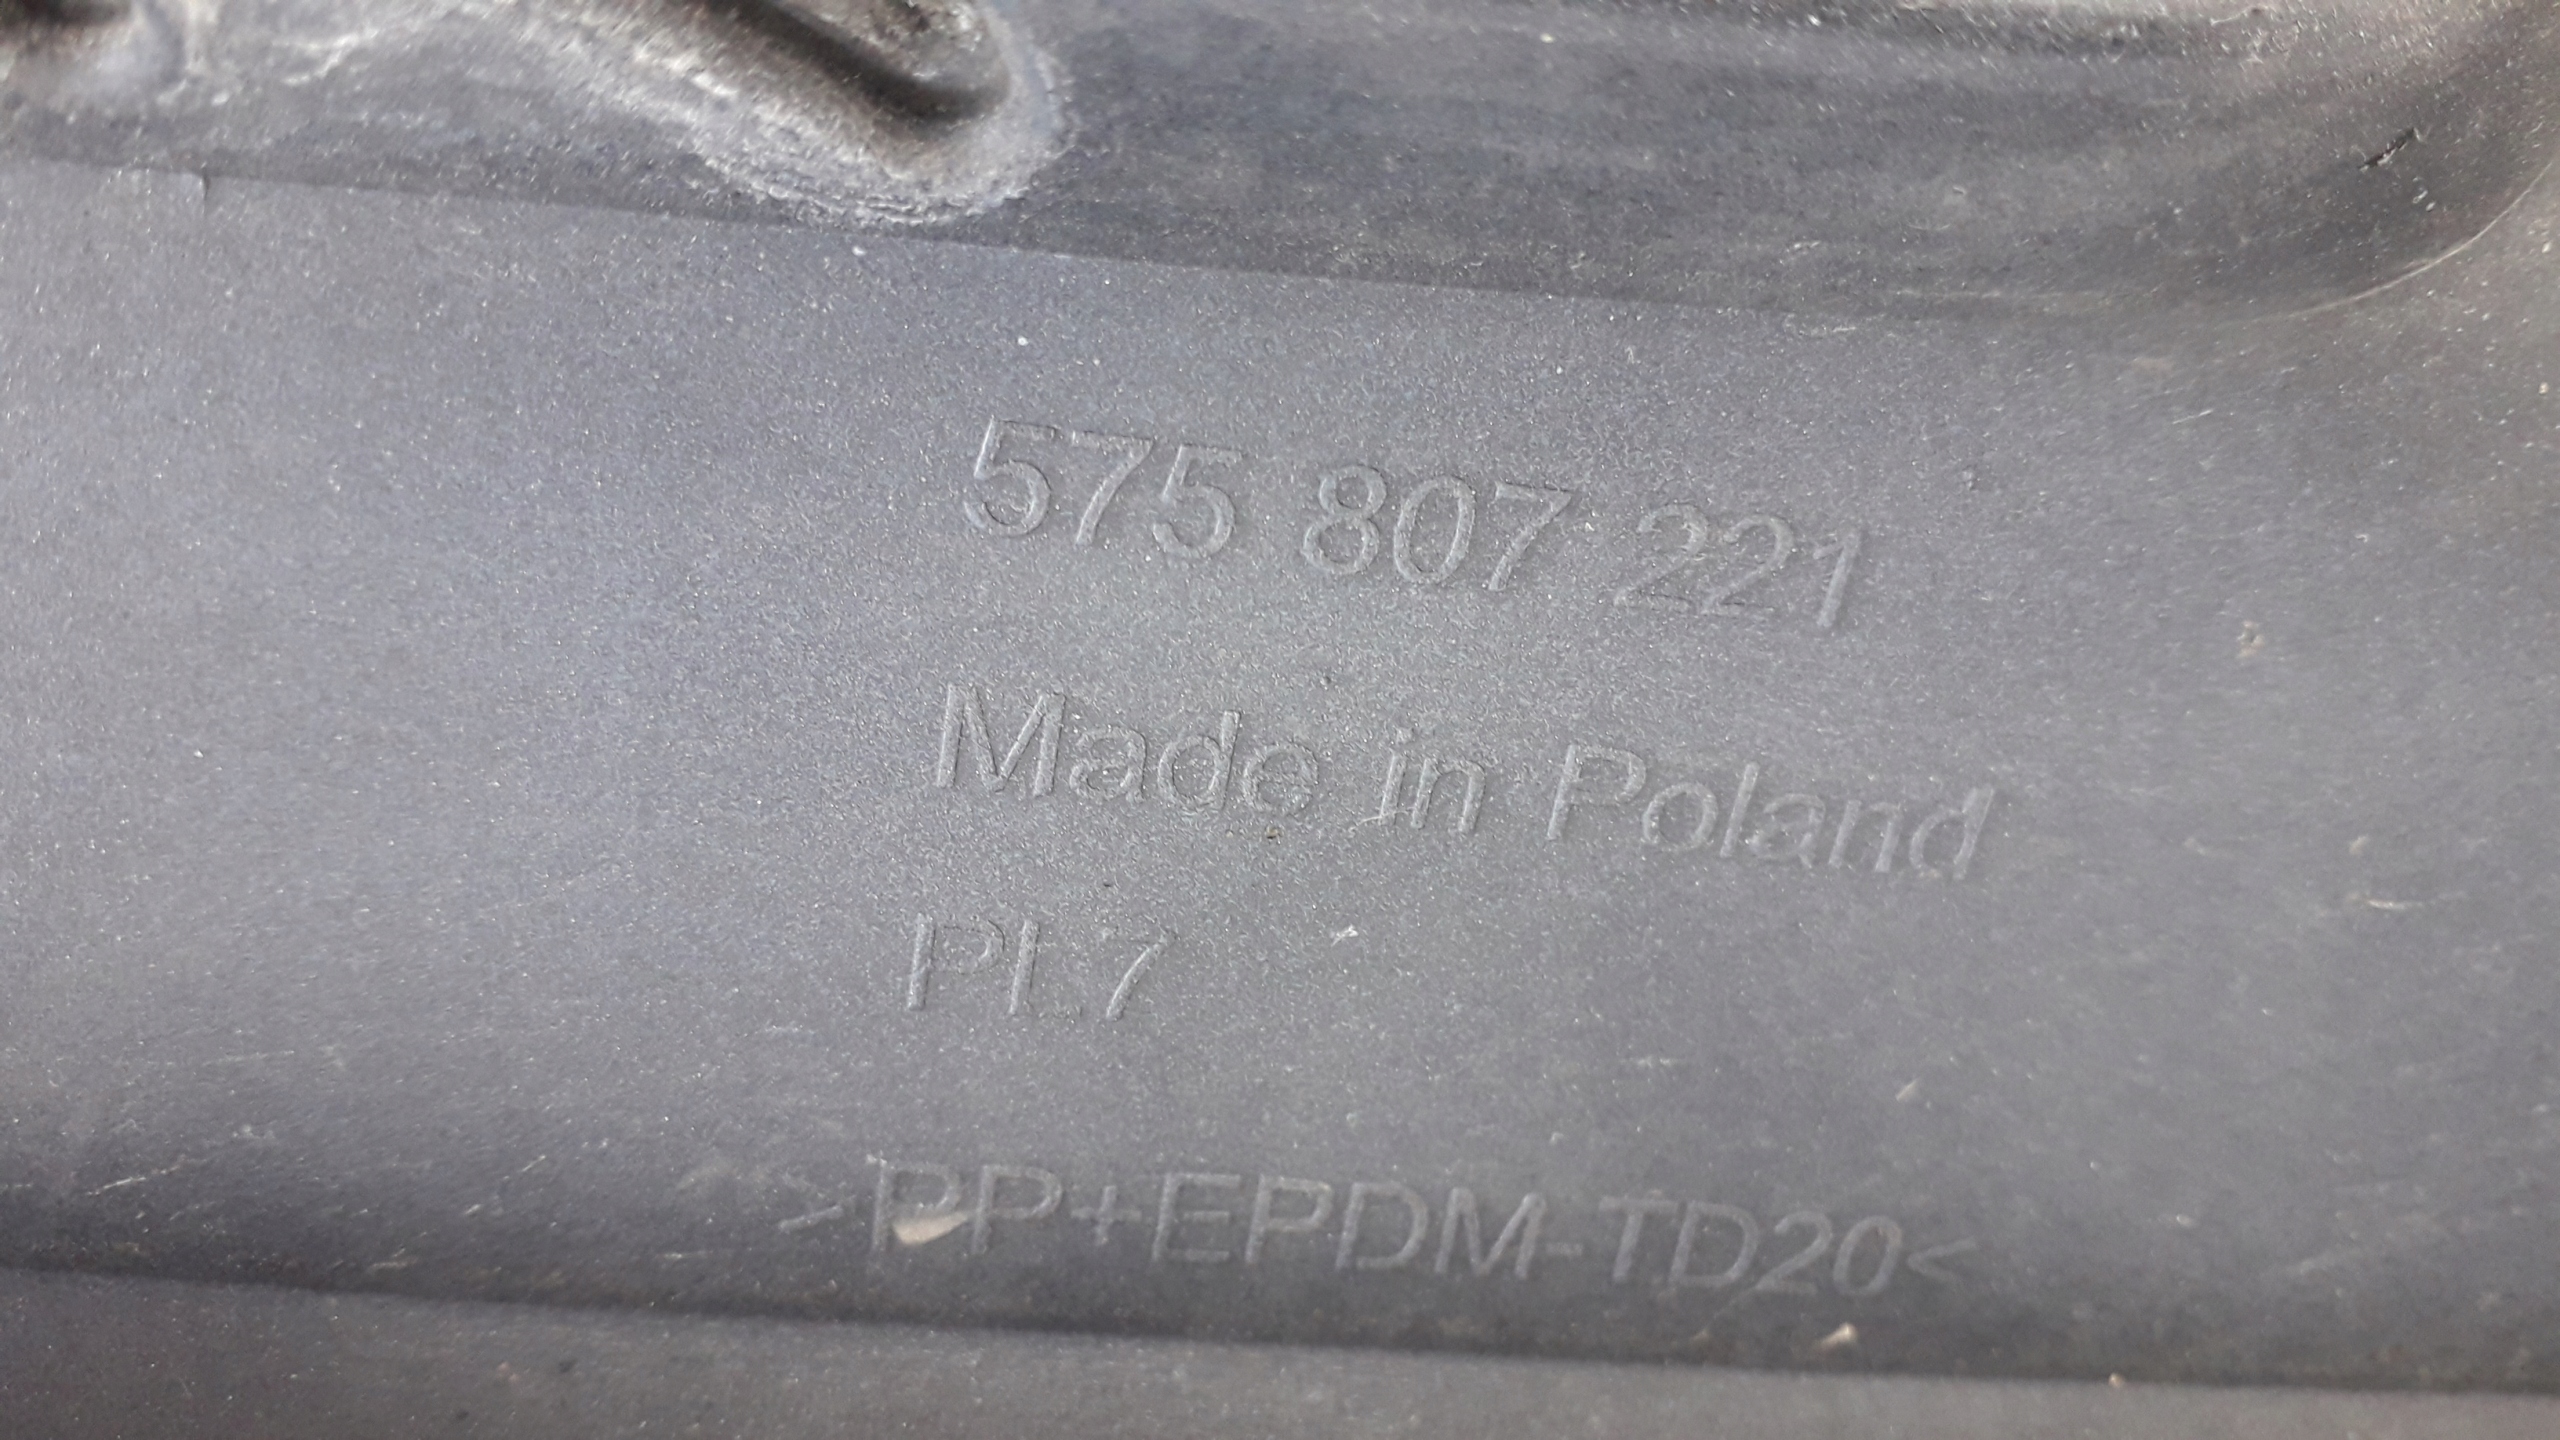 575 807 221
Made in Poland
PL7
>PP+EPDM-TD20<